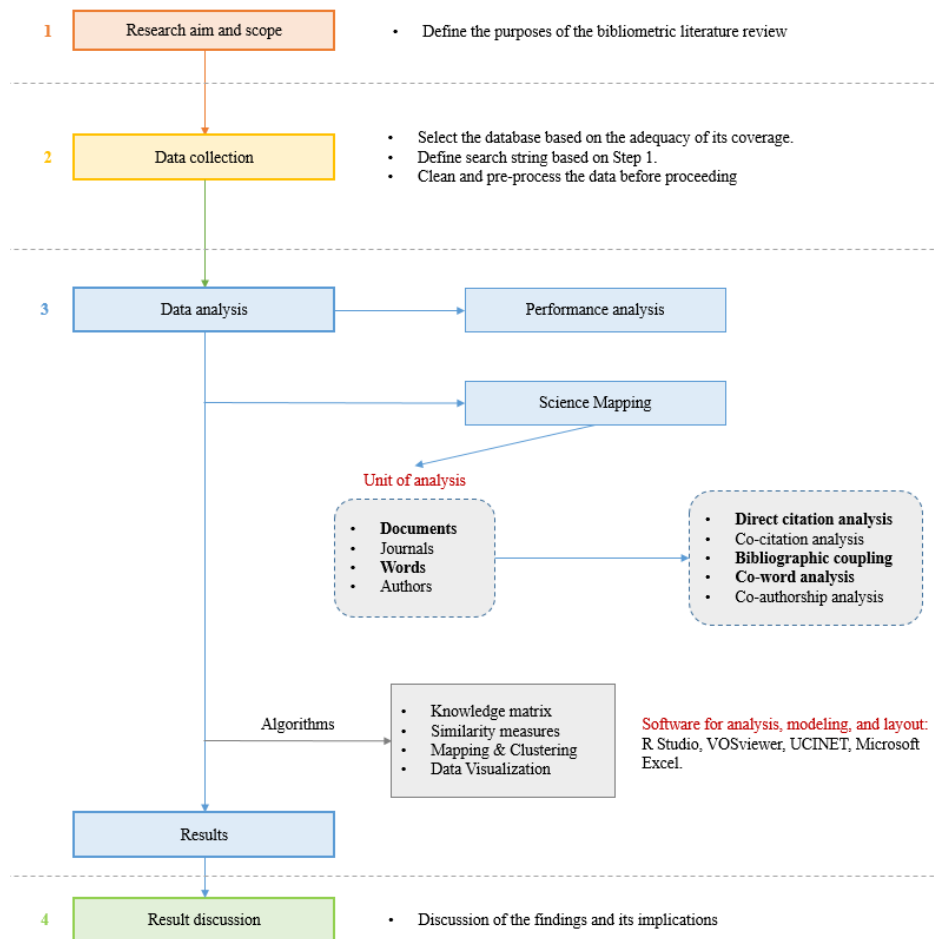 1
Research aim and scope
• Define the purposes of the bibliometric literature review
2
Data collection
• Select the database based on the adequacy of its coverage.
• Define search string based on Step 1.
• Clean and pre-process the data before proceeding
3
Data analysis
Performance analysis
Science Mapping
Unit of analysis
• Documents
• Journals
• Words
• Authors
• Direct citation analysis
• Co-citation analysis
• Bibliographic coupling
• Co-word analysis
• Co-authorship analysis
Algorithms
• Knowledge matrix
• Similarity measures
• Mapping & Clustering
• Data Visualization
Software for analysis, modeling, and layout:
R Studio, VOSviewer, UCINET, Microsoft
Excel.
Results
4
Result discussion
• Discussion of the findings and its implications